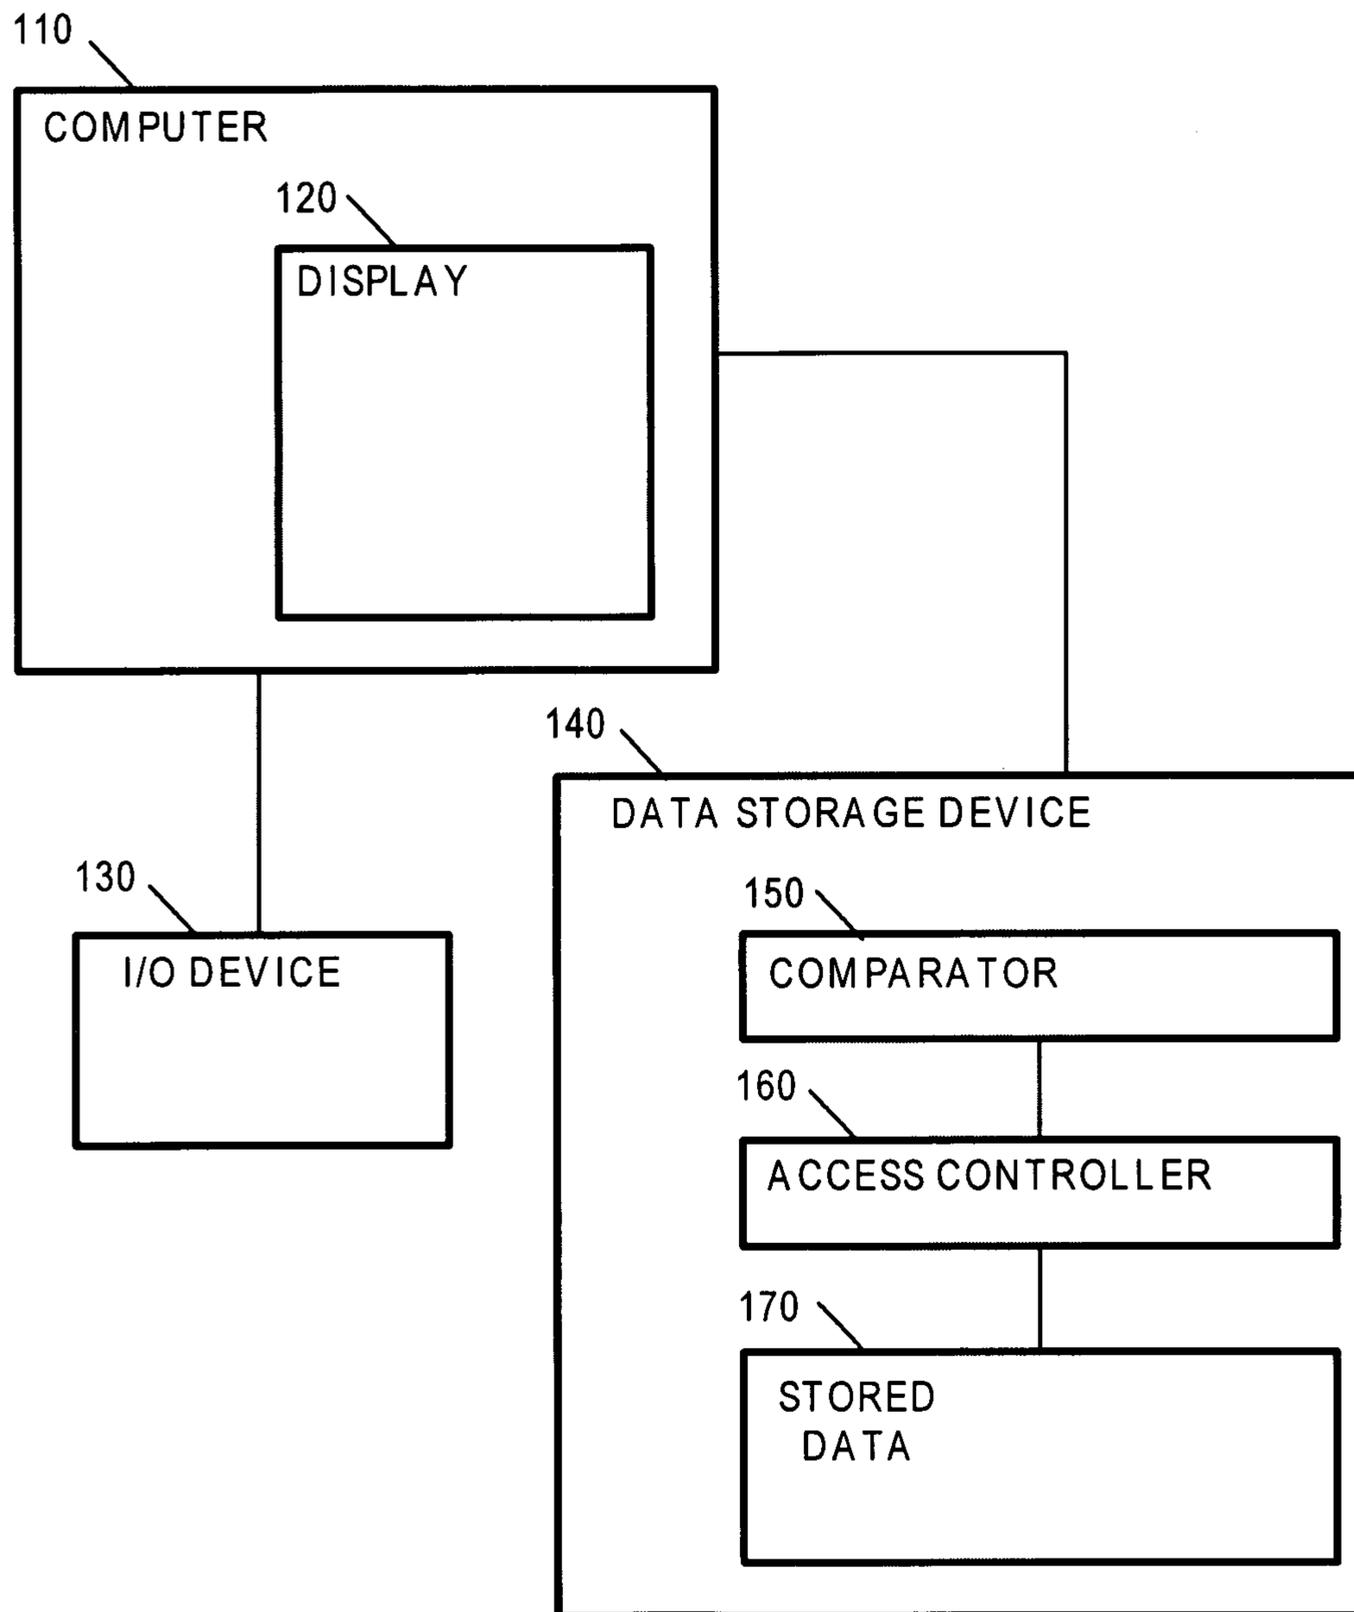 110
COMPUTER
120
DISPLAY
140
DATA STORAGE DEVICE
130
I/O DEVICE
150
COMPARATOR
160
ACCESS CONTROLLER
170
STORED
DATA